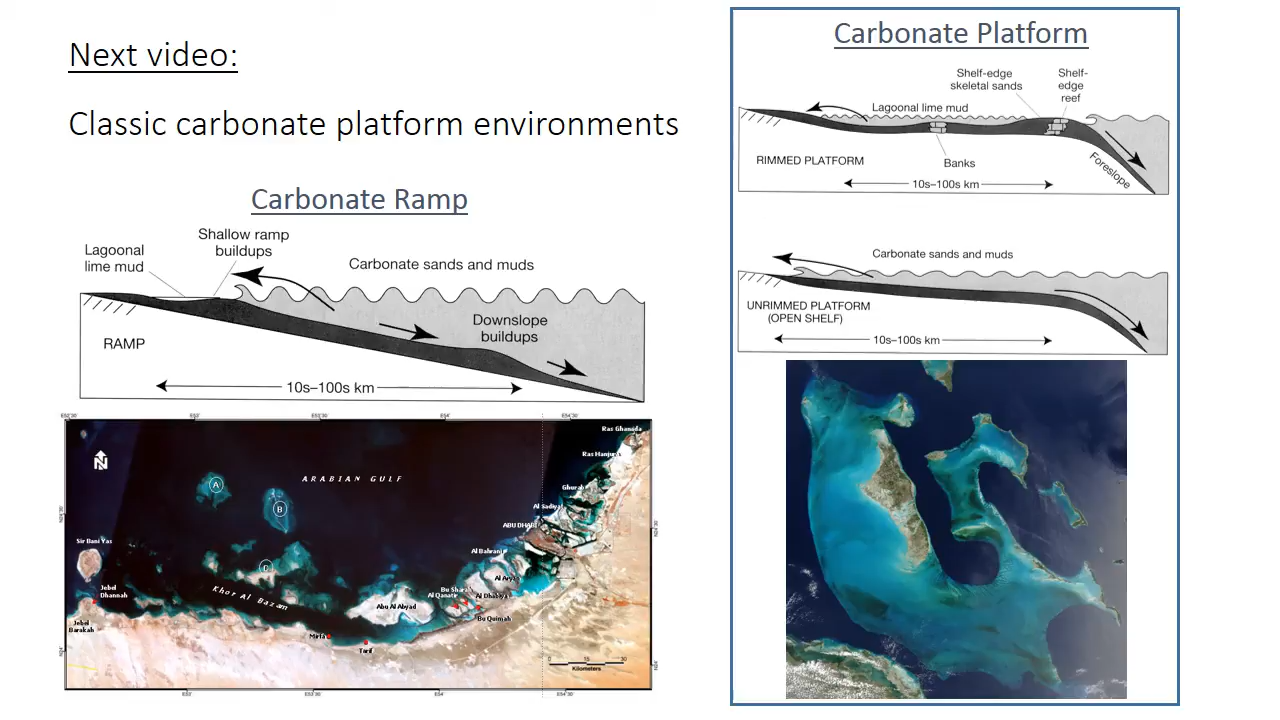 Next video:
Classic carbonate platform environments
Carbonate Ramp
Shallow ramp
buildups
Lagoonal
lime mud
Carbonate sands and muds
Downslope
buildups
RAMP
10s–100s km
ARABIAN GULF
N
A
B
C
Ras Ghanada
Ras Hanjura
Ghurab
Al Sadiyat
ABU DHABI
Al Bahrani
Al Aryam
Bu Sharah
Al Qanatir
Al Dhabiya
Bu Quimah
Sir Bani Yas
Jebel
Dhannah
Jebel
Barakah
Khor Al Bazam
Abu Al Abyad
Mirfa
Tarif
Kilometers
Carbonate Platform
Shelf-edge
skeletal sands
Shelf-
edge
reef
Lagoonal lime mud
RIMMED PLATFORM
Banks
Foreslope
10s–100s km
Carbonate sands and muds
UNRIMMED PLATFORM
(OPEN SHELF)
10s–100s km